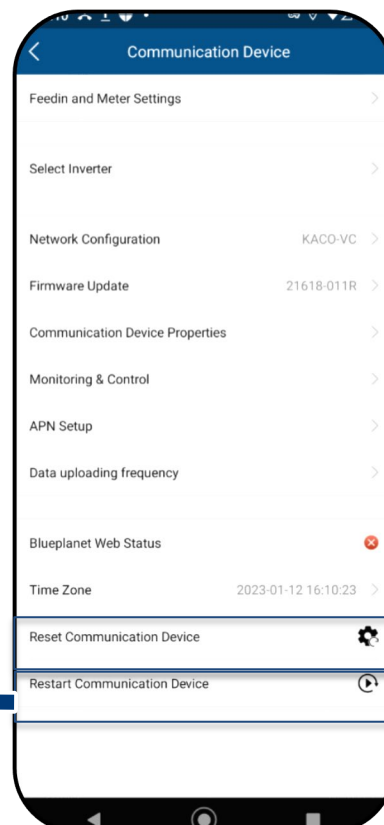 Communication Device
Feedin and Meter Settings
Select Inverter
Network Configuration KACO-VC
Firmware Update 21618-011R
Communication Device Properties
Monitoring & Control
APN Setup
Data uploading frequency
Blueplanet Web Status
Time Zone 2023-01-12 16:10:23
Reset Communication Device
Restart Communication Device